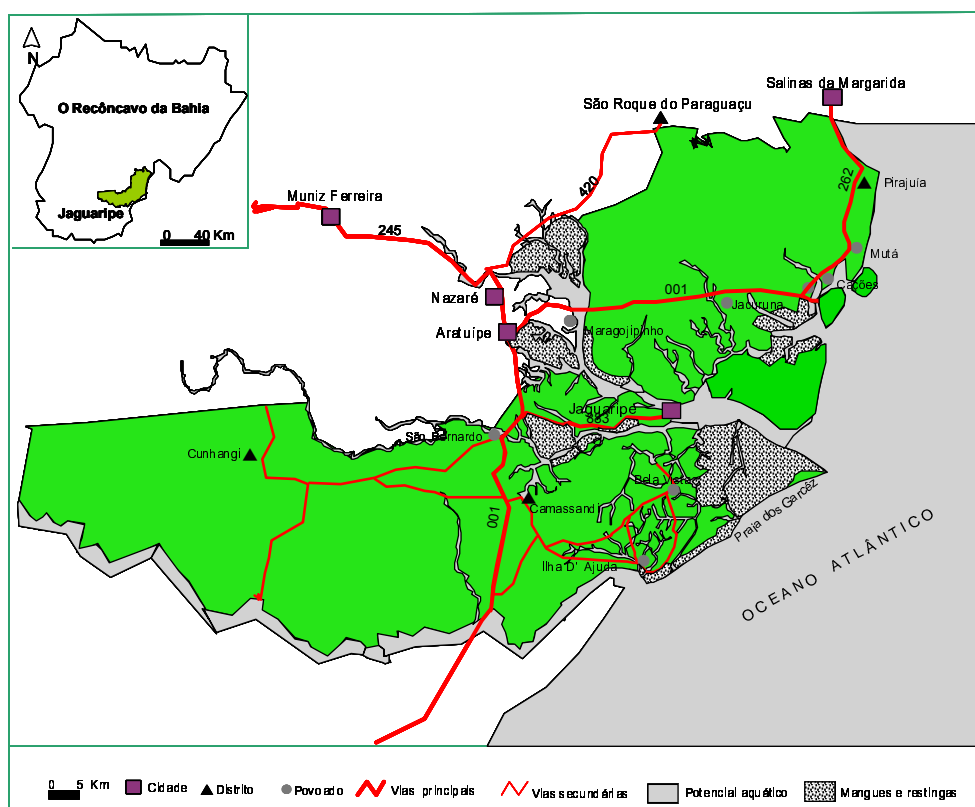 N
O Recôncavo da Bahia
Jaguaripe
0 40 Km
Salinas da Margarida
São Roque do Paraguaçu
420
262
Pirajuía
Muniz Ferreira
245
Mutá
Cações
Nazaré
001
Jacuruna
Aratuípe
Maragojipinho
Jaguaripe
883
São Bernardo
Cunhangi
Bela Vista
Camassandi
001
Praja dos Garcêz
Ilha D' Ajuda
OCEANO ATLÂNTICO
0 5 Km
Cidade
Distrito
Povoado
Vias principais
Vias secundárias
Potencial aquático
Mangues e restingas